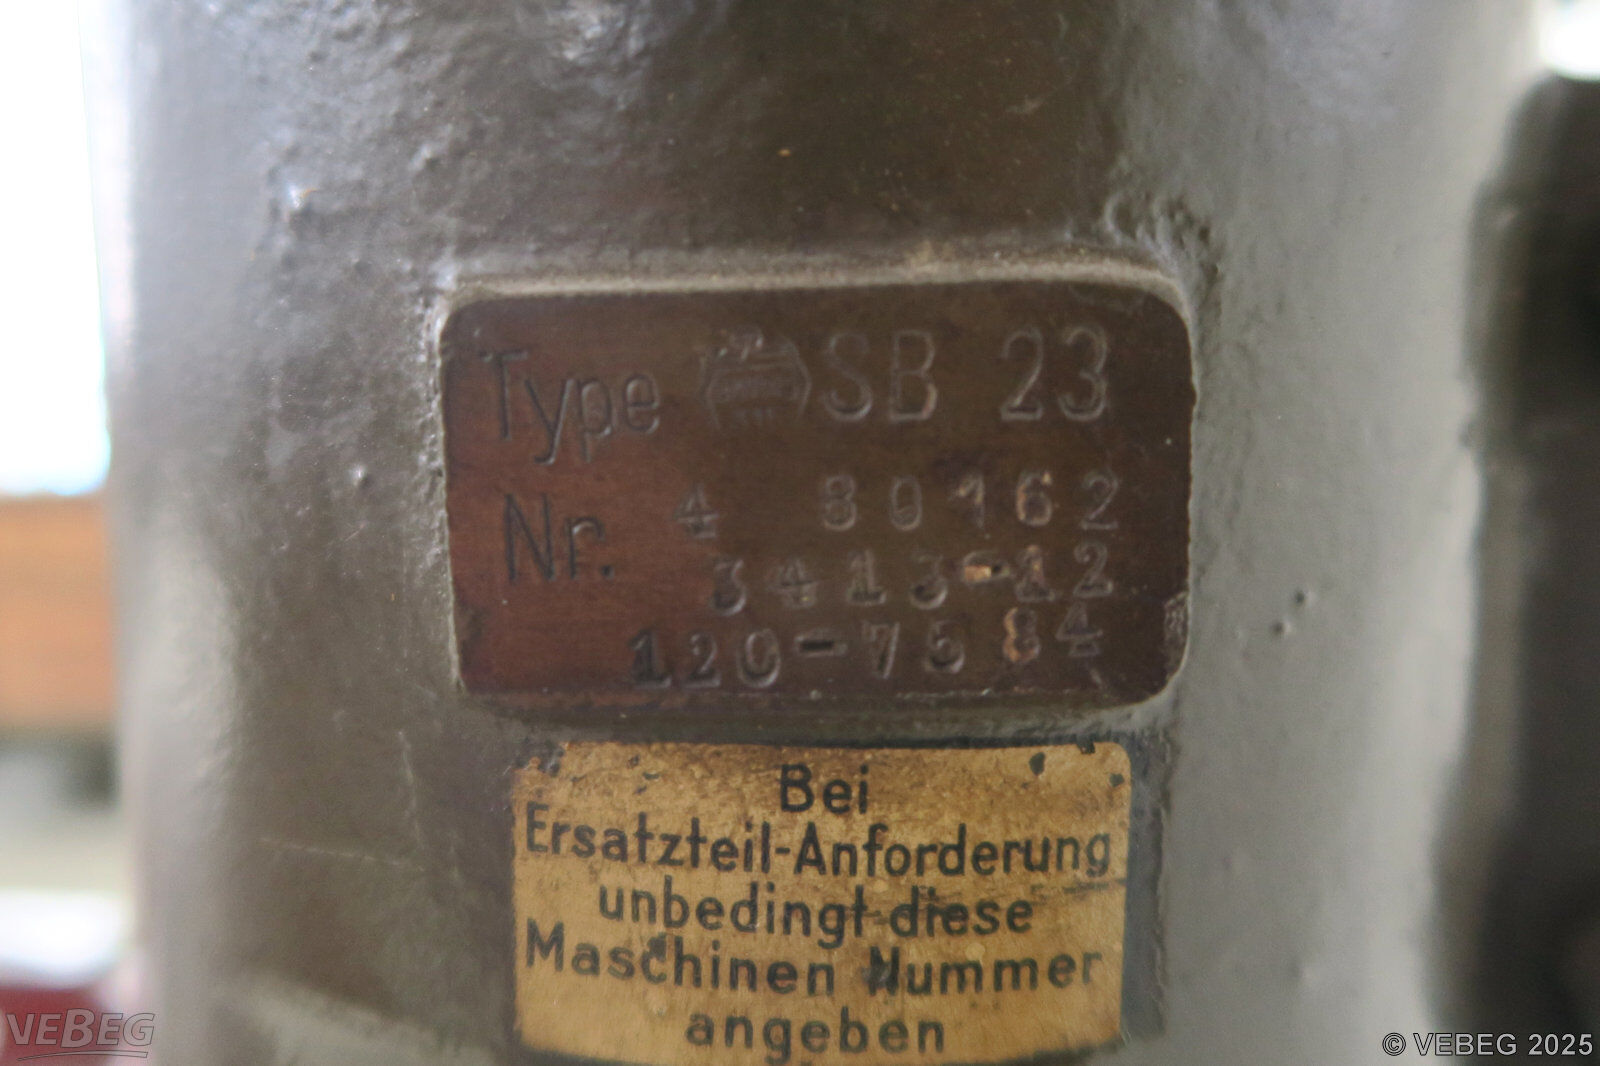 Type SB 23
Nr. 4 80162
3413-12
120-7584
Bei
Ersatzteil-Anforderung
unbedingt diese
Maschinen Nummer
angeben
VEBEG
© VEBEG 2025